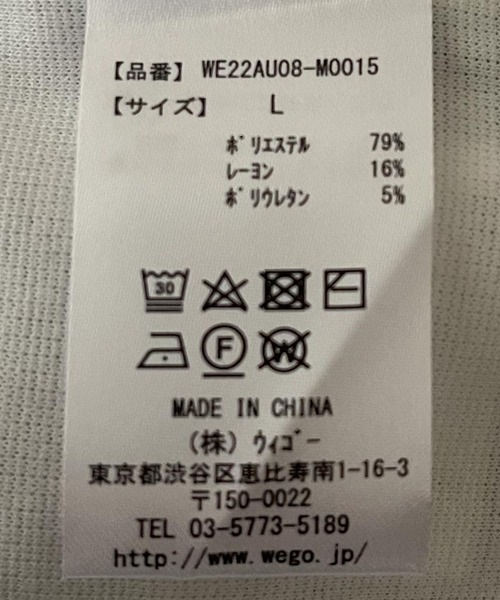 【品番】 WE22AU08-M0015
【サイズ】 L
ﾎﾟﾘｴｽﾃﾙ 79%
ﾚｰﾖﾝ 16%
ﾎﾟﾘｳﾚﾀﾝ 5%
30
F W
MADE IN CHINA
(株) ｳｨｺﾞｰ
東京都渋谷区恵比寿南1-16-3
〒150-0022
TEL 03-5773-5189
http://www.wego.jp/